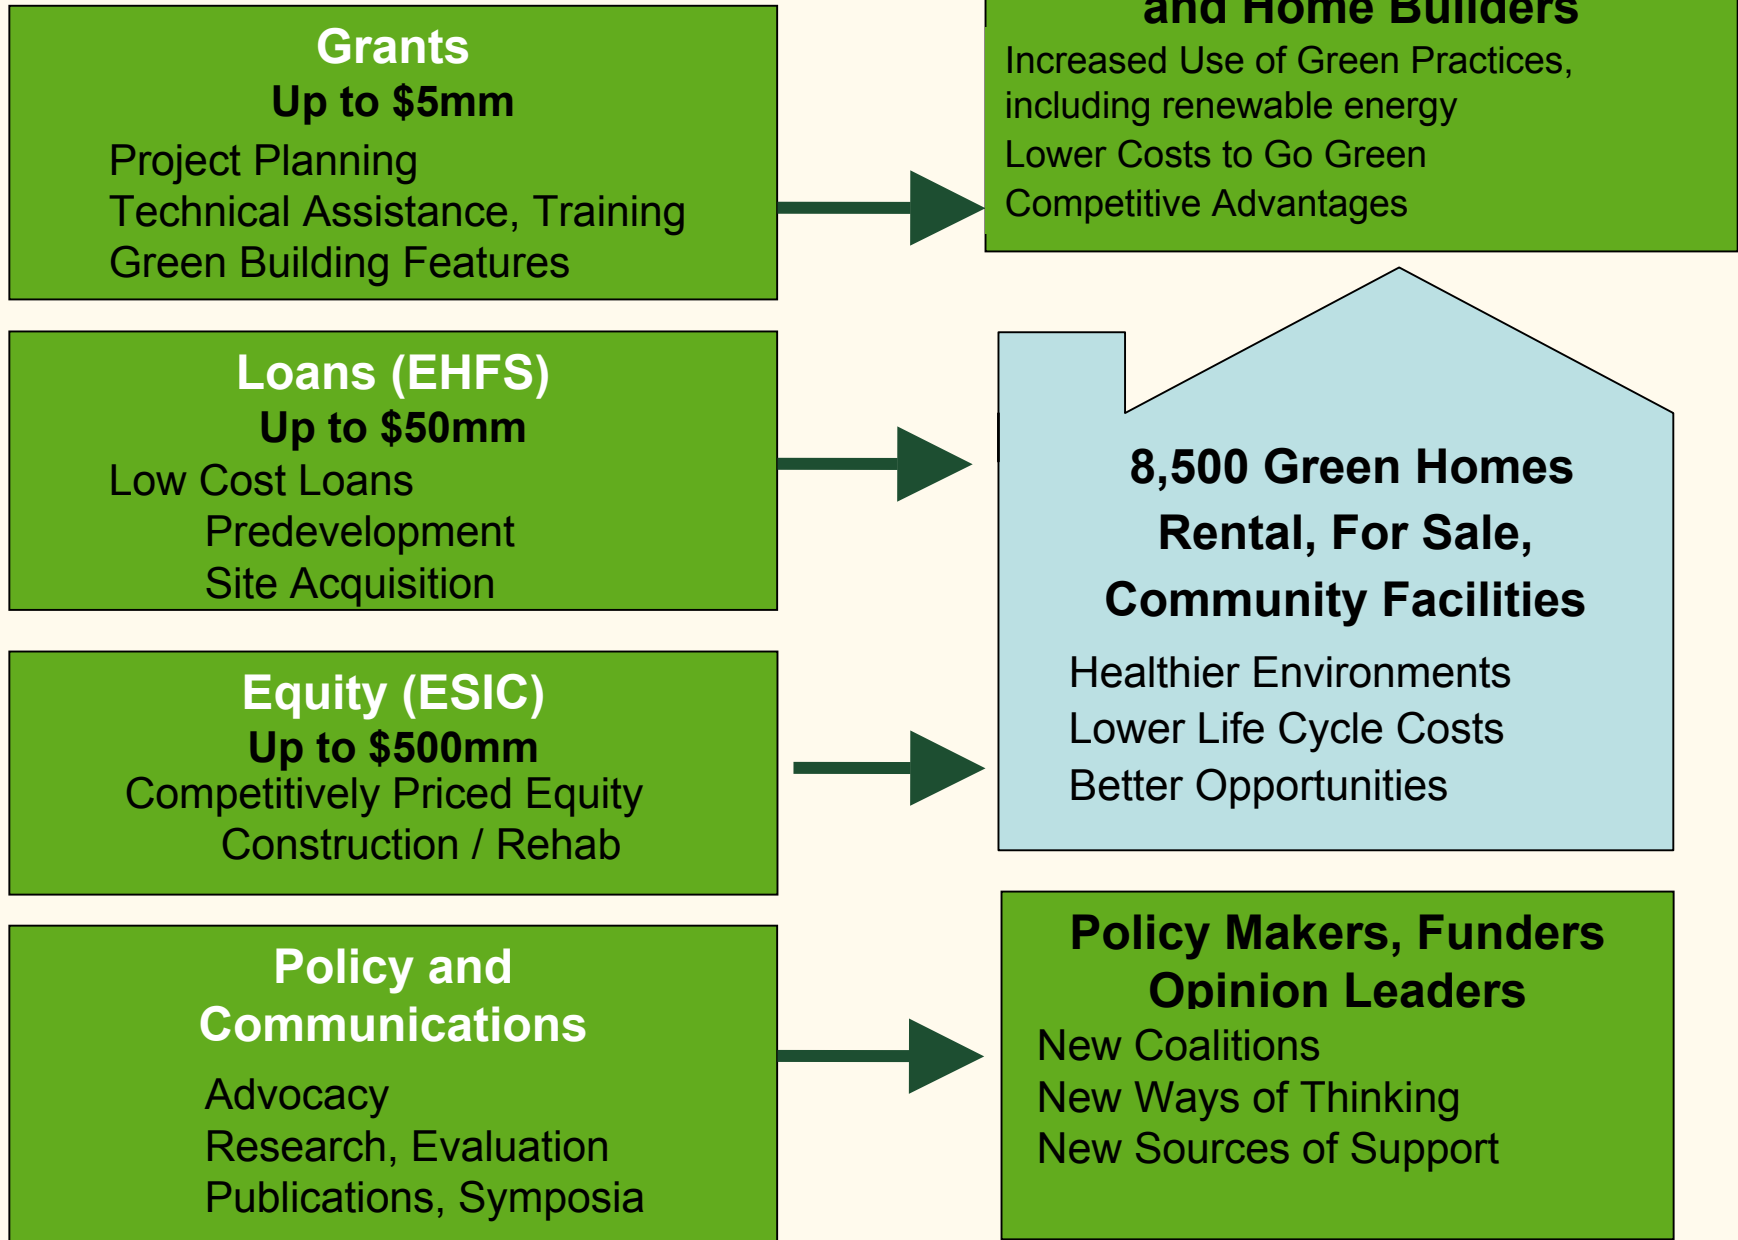 Grants
Up to $5mm
Project Planning
Technical Assistance, Training
Green Building Features
and Home Builders
Increased Use of Green Practices,
including renewable energy
Lower Costs to Go Green
Competitive Advantages
Loans (EHFS)
Up to $50mm
Low Cost Loans
Predevelopment
Site Acquisition
8,500 Green Homes
Rental, For Sale,
Community Facilities
Healthier Environments
Lower Life Cycle Costs
Better Opportunities
Equity (ESIC)
Up to $500mm
Competitively Priced Equity
Construction / Rehab
Policy and
Communications
Advocacy
Research, Evaluation
Publications, Symposia
Policy Makers, Funders
Opinion Leaders
New Coalitions
New Ways of Thinking
New Sources of Support